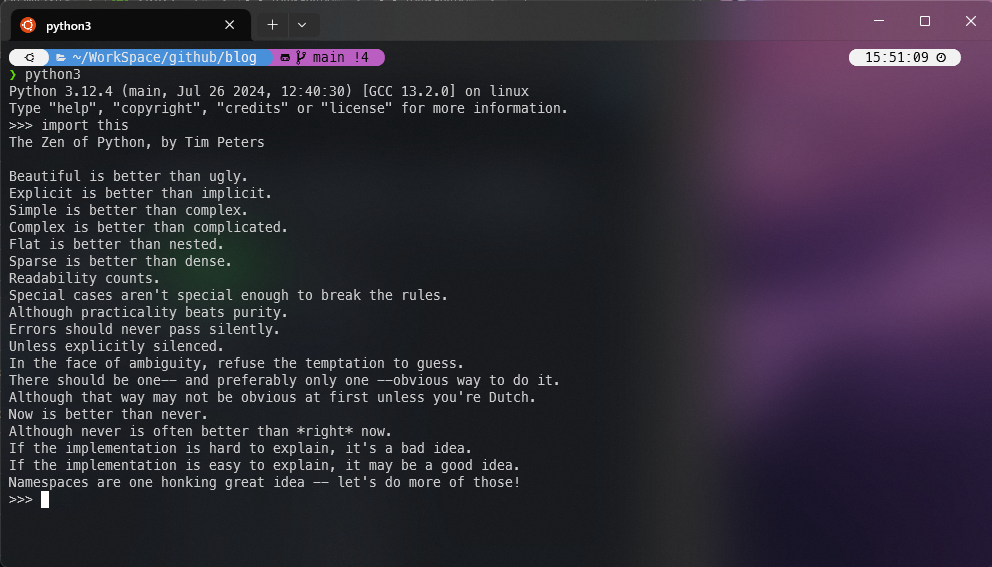 python3
~/WorkSpace/github/blog main !4 15:51:09
❯ python3
Python 3.12.4 (main, Jul 26 2024, 12:40:30) [GCC 13.2.0] on linux
Type "help", "copyright", "credits" or "license" for more information.
>>> import this
The Zen of Python, by Tim Peters

Beautiful is better than ugly.
Explicit is better than implicit.
Simple is better than complex.
Complex is better than complicated.
Flat is better than nested.
Sparse is better than dense.
Readability counts.
Special cases aren't special enough to break the rules.
Although practicality beats purity.
Errors should never pass silently.
Unless explicitly silenced.
In the face of ambiguity, refuse the temptation to guess.
There should be one-- and preferably only one --obvious way to do it.
Although that way may not be obvious at first unless you're Dutch.
Now is better than never.
Although never is often better than *right* now.
If the implementation is hard to explain, it's a bad idea.
If the implementation is easy to explain, it may be a good idea.
Namespaces are one honking great idea -- let's do more of those!
>>>